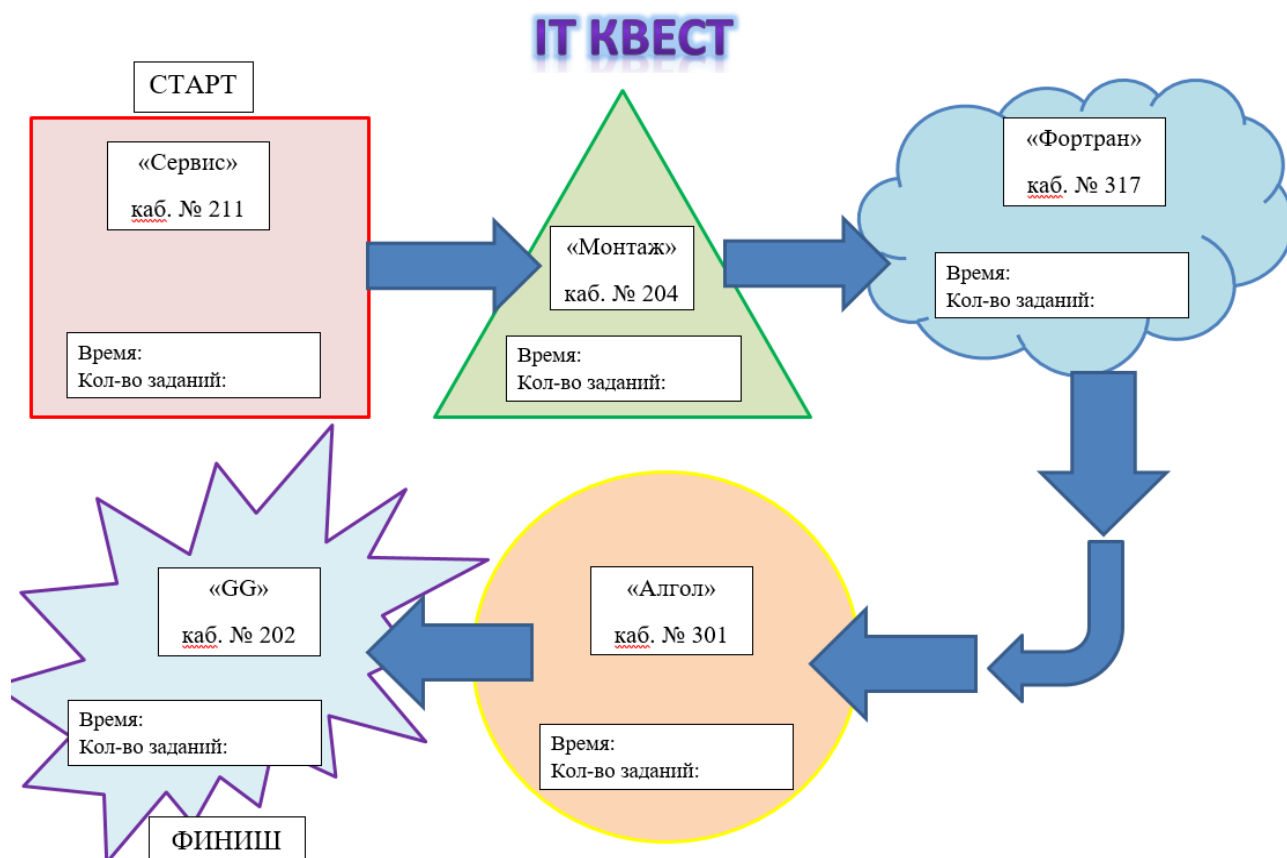 IT КВЕСТ
СТАРТ
«Сервис»
каб. № 211
Время:
Кол-во заданий:
«Монтаж»
каб. № 204
Время:
Кол-во заданий:
«Фортран»
каб. № 317
Время:
Кол-во заданий:
«Алгол»
каб. № 301
Время:
Кол-во заданий:
«GG»
каб. № 202
Время:
Кол-во заданий:
ФИНИШ